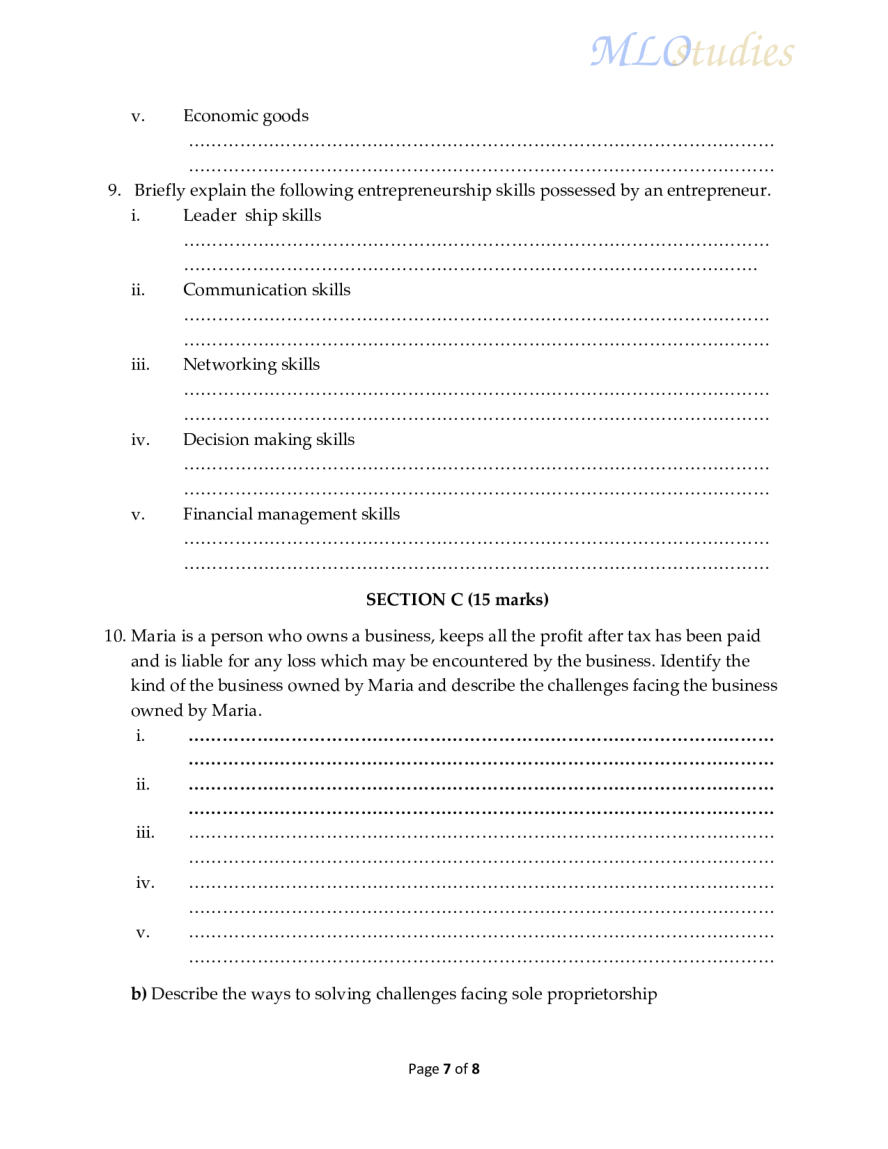 MLOstudies
v. Economic goods
………………………………………………………………………………………
………………………………………………………………………………………
9. Briefly explain the following entrepreneurship skills possessed by an entrepreneur.
i. Leader ship skills
………………………………………………………………………………………
…………………………………………………………………………………….
ii. Communication skills
………………………………………………………………………………………
………………………………………………………………………………………
iii. Networking skills
………………………………………………………………………………………
………………………………………………………………………………………
iv. Decision making skills
………………………………………………………………………………………
………………………………………………………………………………………
v. Financial management skills
………………………………………………………………………………………
………………………………………………………………………………………
SECTION C (15 marks)
10. Maria is a person who owns a business, keeps all the profit after tax has been paid
and is liable for any loss which may be encountered by the business. Identify the
kind of the business owned by Maria and describe the challenges facing the business
owned by Maria.
i. ………………………………………………………………………………………
………………………………………………………………………………………
ii. ………………………………………………………………………………………
………………………………………………………………………………………
iii. ………………………………………………………………………………………
………………………………………………………………………………………
iv. ………………………………………………………………………………………
………………………………………………………………………………………
v. ………………………………………………………………………………………
………………………………………………………………………………………
b) Describe the ways to solving challenges facing sole proprietorship
Page 7 of 8